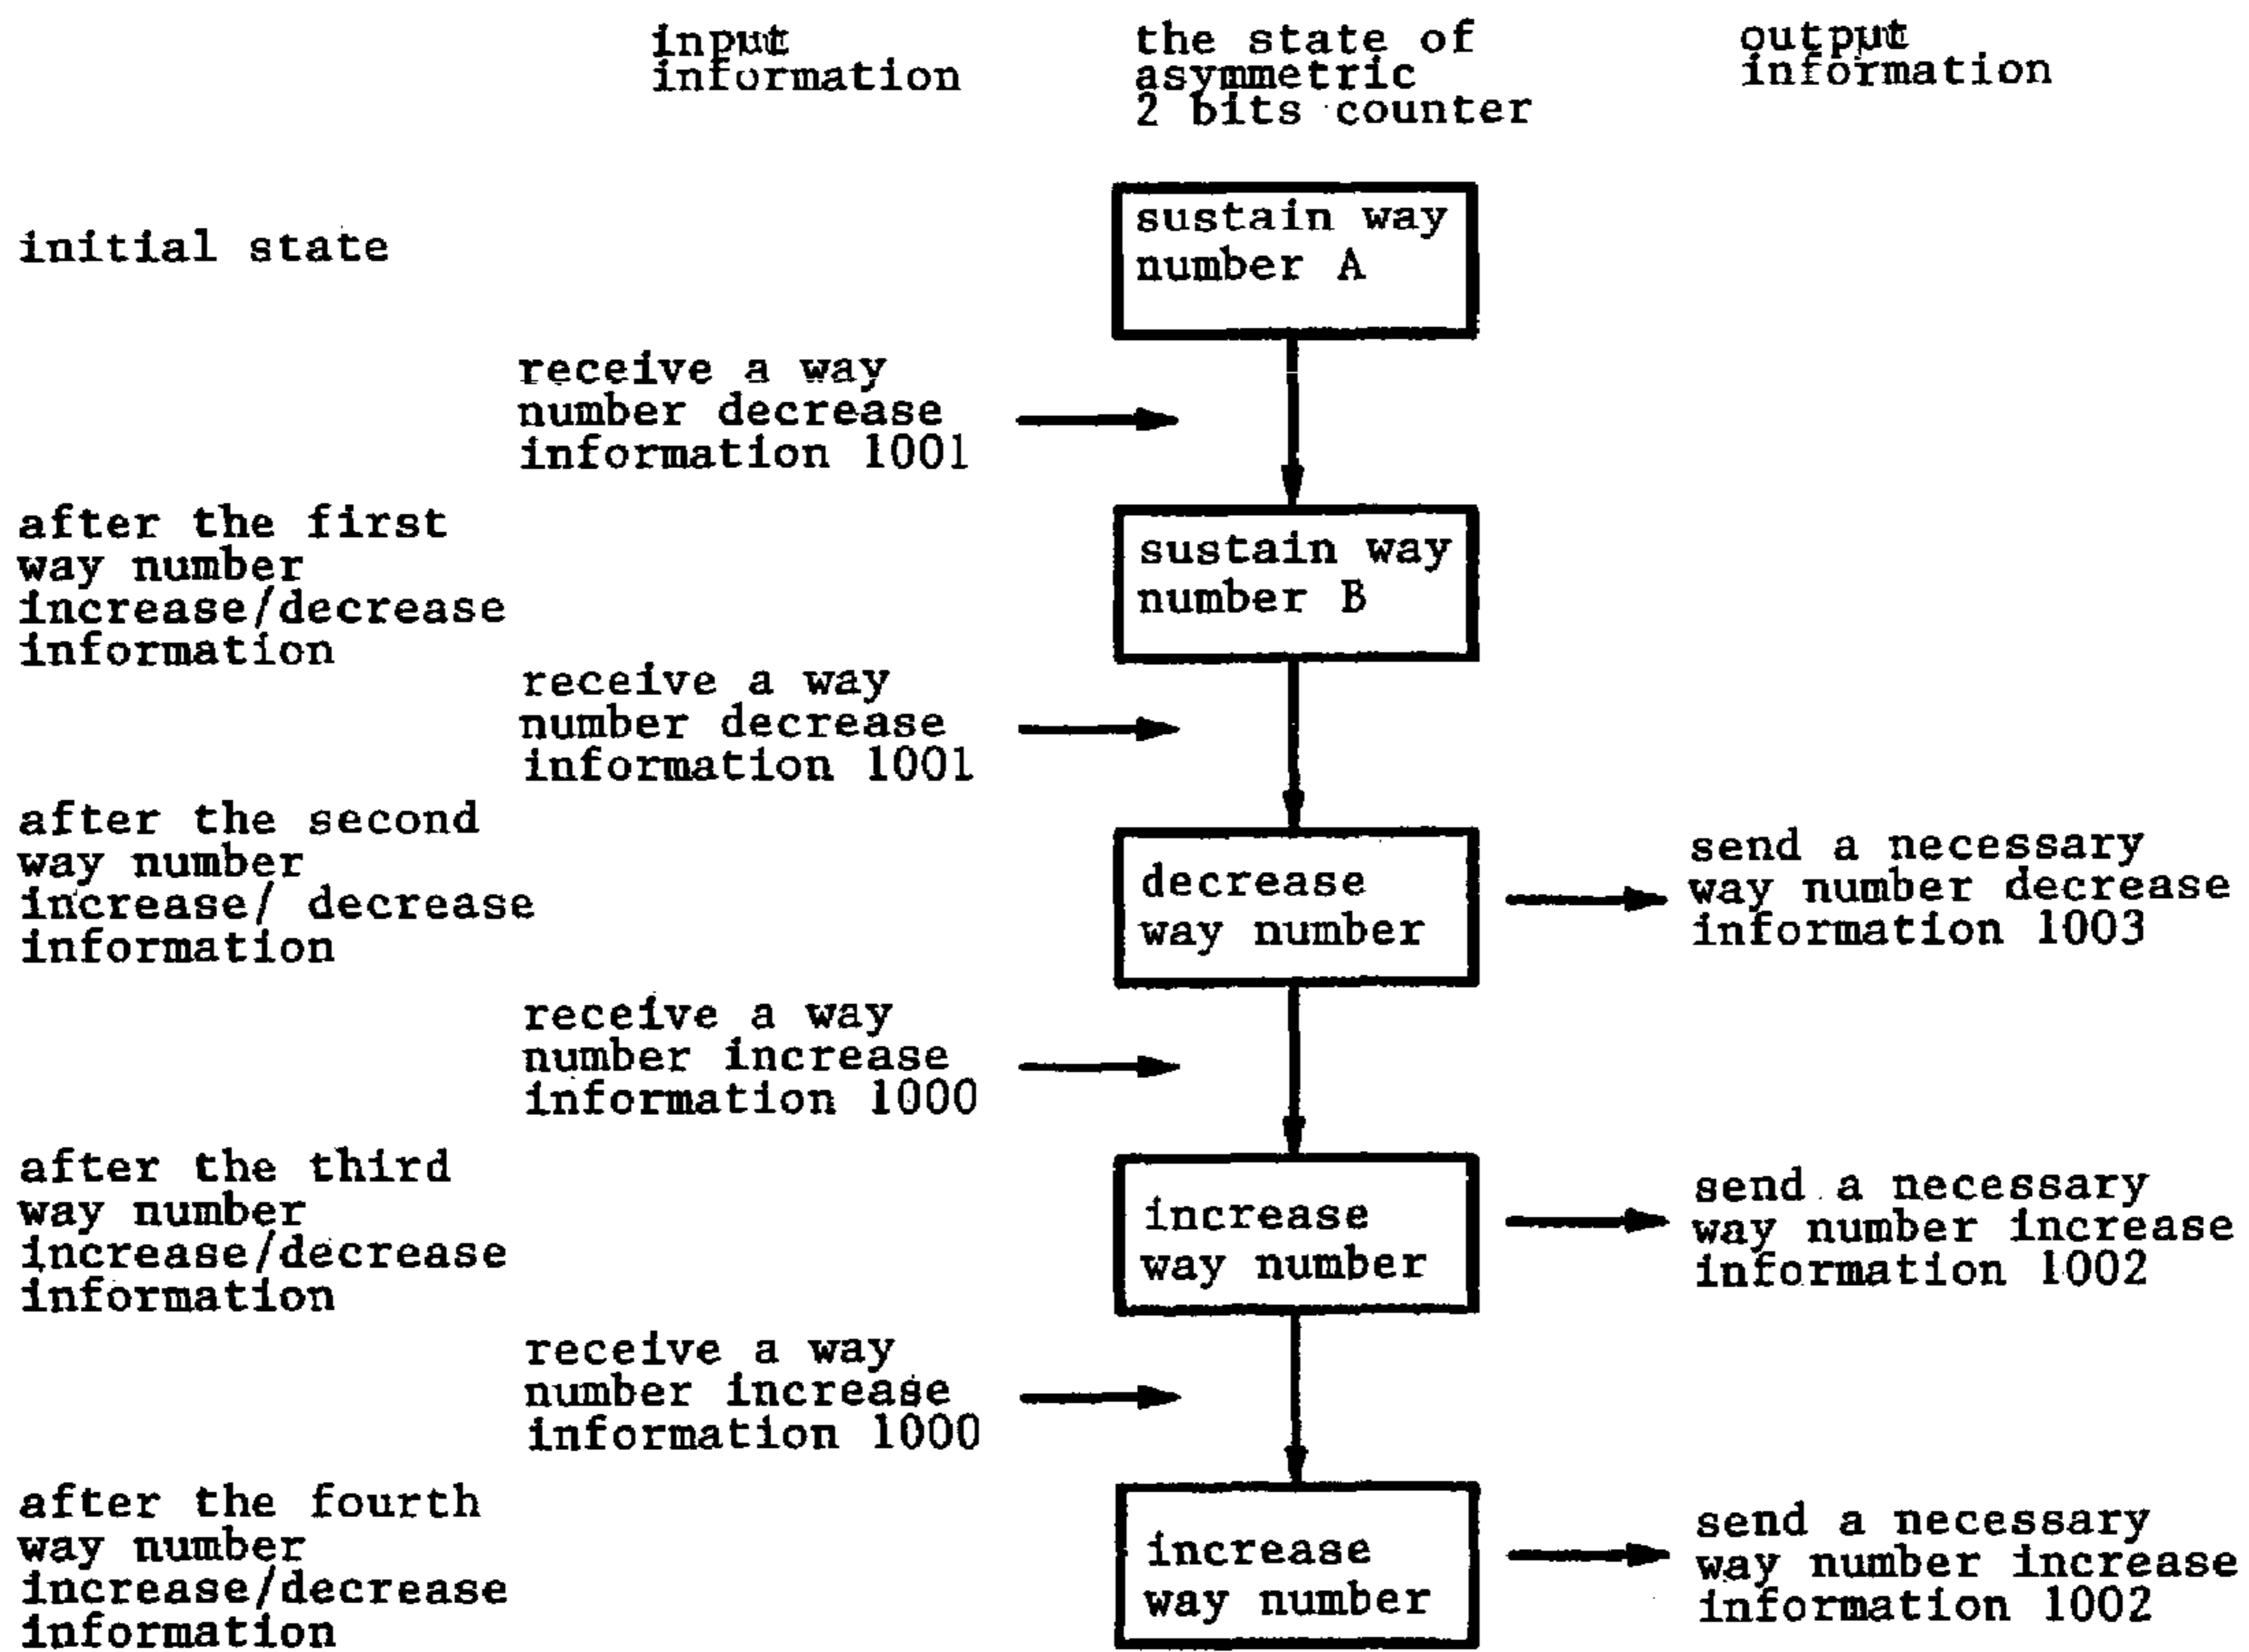 input
information
the state of
asymmetric
2 bits counter
output
information
initial state
sustain way
number A
receive a way
number decrease
information 1001
after the first
way number
increase/decrease
information
sustain way
number B
receive a way
number decrease
information 1001
after the second
way number
increase/ decrease
information
decrease
way number
send a necessary
way number decrease
information 1003
receive a way
number increase
information 1000
after the third
way number
increase/decrease
information
increase
way number
send a necessary
way number increase
information 1002
receive a way
number increase
information 1000
after the fourth
way number
increase/decrease
information
increase
way number
send a necessary
way number increase
information 1002